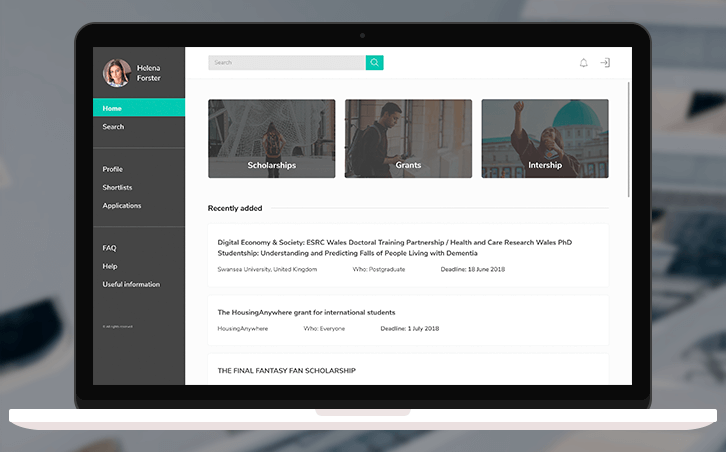 Helena
Forster
Home
Search
Profile
Shortlists
Applications
FAQ
Help
Useful information
© All rights reserved
Search
Scholarships
Grants
Intership
Recently added
Digital Economy & Society: ESRC Wales Doctoral Training Partnership / Health and Care Research Wales PhD
Studentship: Understanding and Predicting Falls of People Living with Dementia
Swansea University, United Kingdom Who: Postgraduate Deadline: 18 June 2018
The HousingAnywhere grant for international students
HousingAnywhere Who: Everyone Deadline: 1 July 2018
THE FINAL FANTASY FAN SCHOLARSHIP